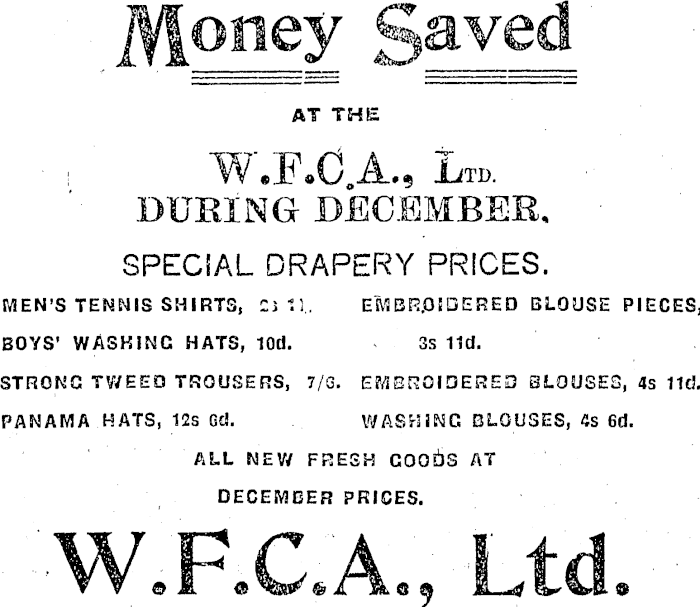 Money Saved
AT THE
W.F.C.A., LTD.
DURING DECEMBER.
SPECIAL DRAPERY PRICES.
MEN'S TENNIS SHIRTS,
BOYS' WASHING HATS, 10d.
STRONG TWEED TROUSERS, 7/6.
PANAMA HATS, 12s 6d.
EMBROIDERED BLOUSE PIECES,
3s 11d.
EMBROIDERED BLOUSES, 4s 11d.
WASHING BLOUSES, 4s 6d.
ALL NEW FRESH GOODS AT
DECEMBER PRICES.
W.F.C.A., Ltd.